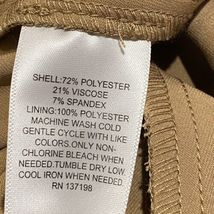 SHELL:72% POLYESTER
21% VISCOSE
7% SPANDEX
LINING:100% POLYESTER
MACHINE WASH COLD
GENTLE CYCLE WITH LIKE
COLORS.ONLY NON-
CHLORINE BLEACH WHEN
NEEDED.TUMBLE DRY LOW
COOL IRON WHEN NEEDED.
RN 137198